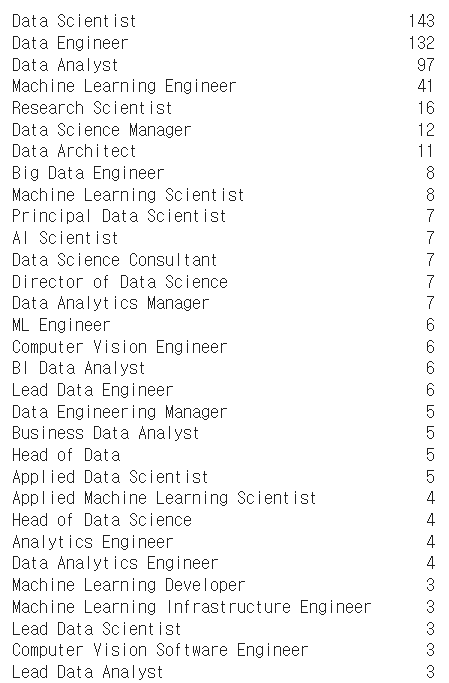 Data Scientist 143
Data Engineer 132
Data Analyst 97
Machine Learning Engineer 41
Research Scientist 16
Data Science Manager 12
Data Architect 11
Big Data Engineer 8
Machine Learning Scientist 8
Principal Data Scientist 7
AI Scientist 7
Data Science Consultant 7
Director of Data Science 7
Data Analytics Manager 7
ML Engineer 6
Computer Vision Engineer 6
BI Data Analyst 6
Lead Data Engineer 6
Data Engineering Manager 5
Business Data Analyst 5
Head of Data 5
Applied Data Scientist 5
Applied Machine Learning Scientist 4
Head of Data Science 4
Analytics Engineer 4
Data Analytics Engineer 4
Machine Learning Developer 3
Machine Learning Infrastructure Engineer 3
Lead Data Scientist 3
Computer Vision Software Engineer 3
Lead Data Analyst 3